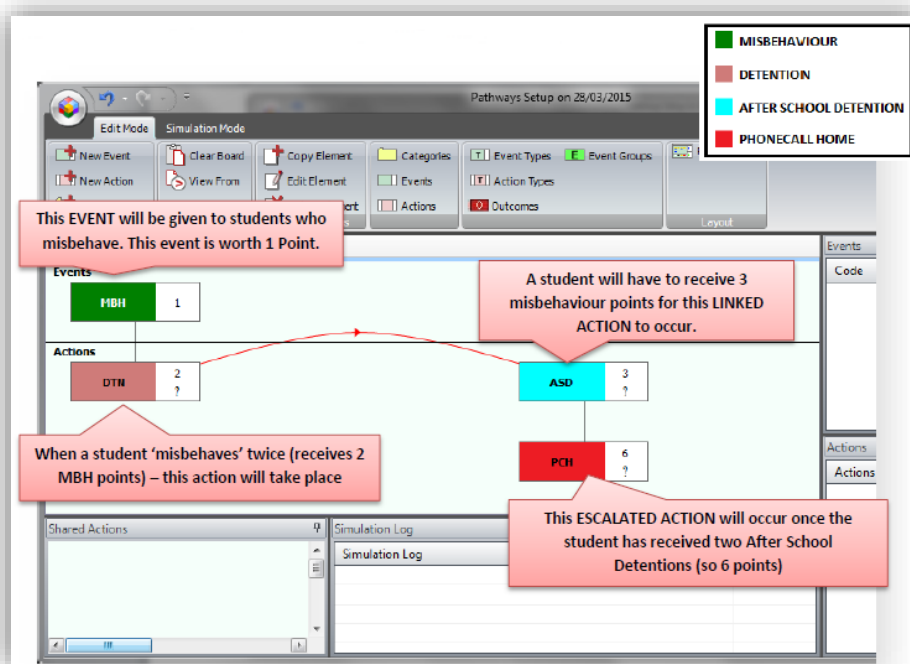 MISBEHAVIOUR
DETENTION
AFTER SCHOOL DETENTION
PHONECALL HOME
Pathways Setup on 28/03/2015
Edit Mode Simulation Mode
New Event Clear Board Copy Element Categories Event Types Event Groups
New Action View From Edit Element Events Action Types
Actions Outcomes
Layout
This EVENT will be given to students who
misbehave. This event is worth 1 Point.
Events
MBH 1
A student will have to receive 3
misbehaviour points for this LINKED
ACTION to occur.
Events
Code
Actions
DTN 2
?
ASD 3
?
When a student ‘misbehaves’ twice (receives 2
MBH points) – this action will take place
PCH 6
?
Actions
Actions
This ESCALATED ACTION will occur once the
student has received two After School
Detentions (so 6 points)
Shared Actions
Simulation Log
Simulation Log